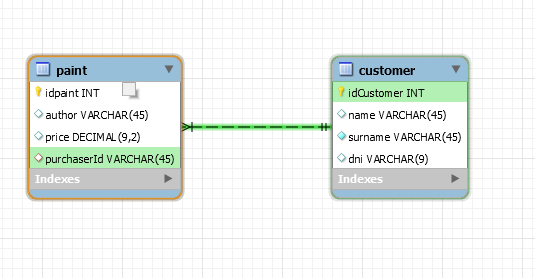 paint
idpaint INT
author VARCHAR(45)
price DECIMAL(9,2)
purchaserId VARCHAR(45)
Indexes
customer
idCustomer INT
name VARCHAR(45)
surname VARCHAR(45)
dni VARCHAR(9)
Indexes